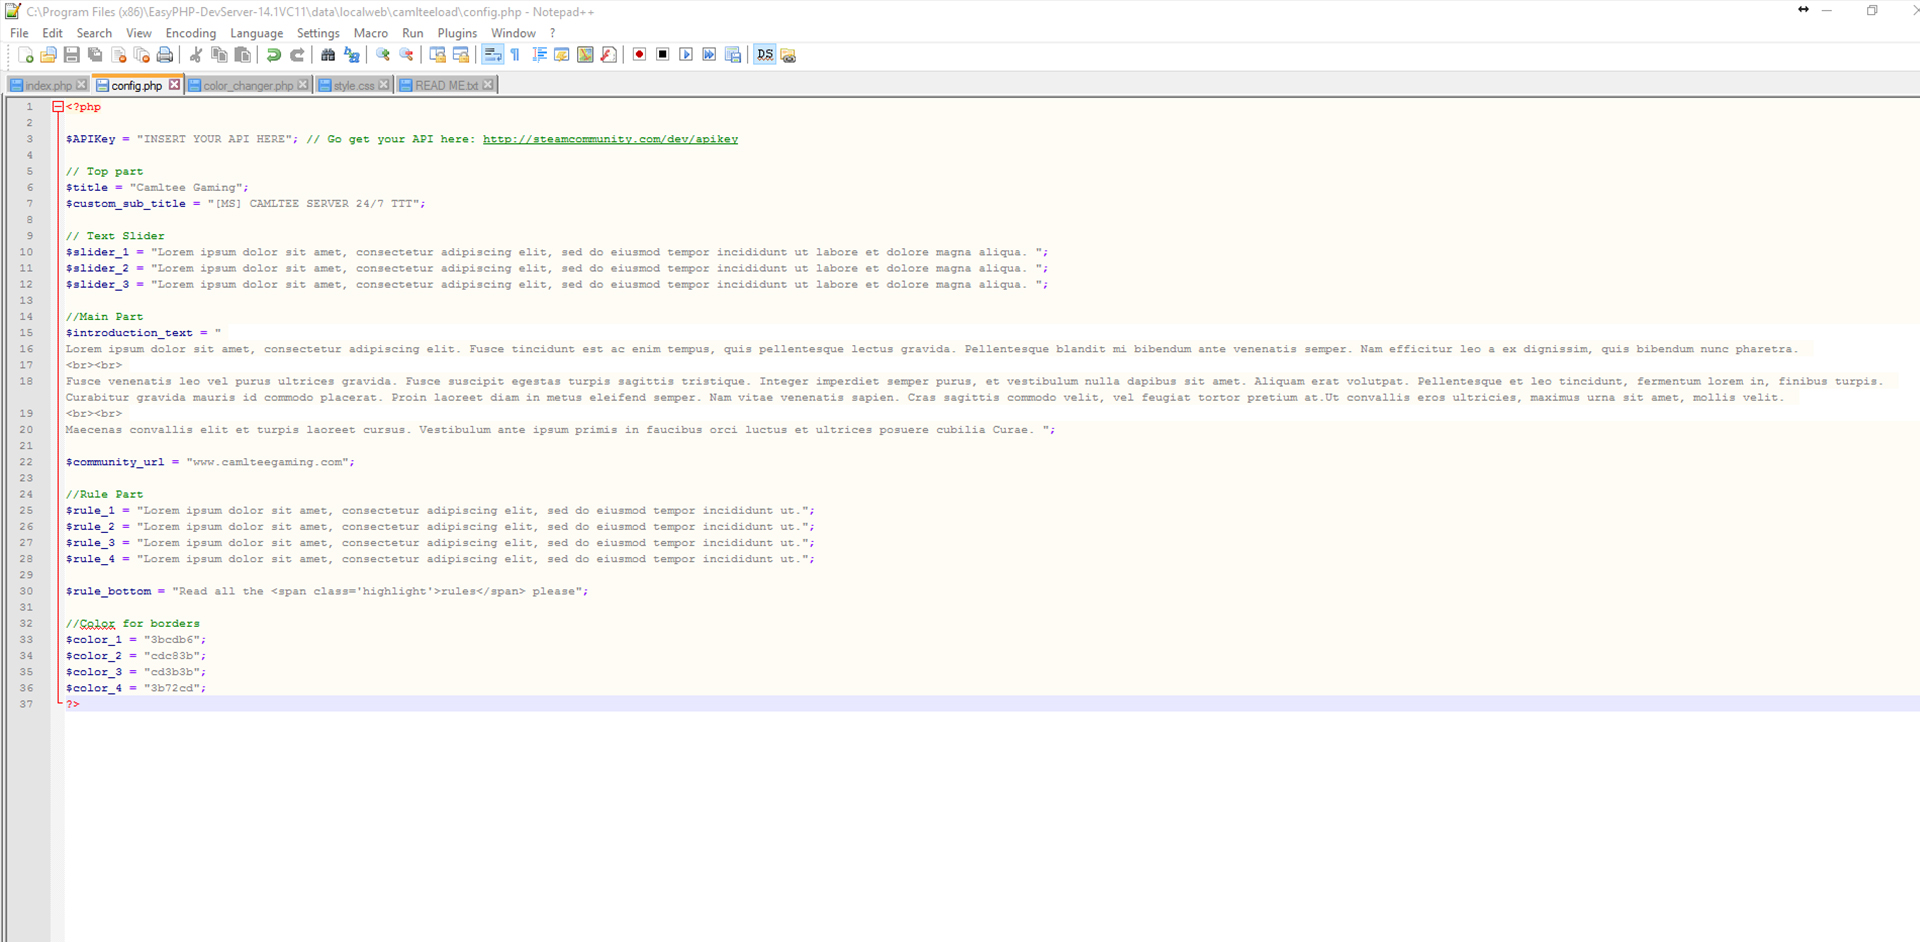 C:\Program Files (x86)\EasyPHP-DevServer-14.1VC11\data\localweb\camlteeload\config.php - Notepad++
File Edit Search View Encoding Language Settings Macro Run Plugins Window ?
index.php config.php color_changer.php style.css READ ME.txt
1 <?php
2
3 $APIKey = "INSERT YOUR API HERE"; // Go get your API here: http://steamcommunity.com/dev/apikey
4
5 // Top part
6 $title = "Camltee Gaming";
7 $custom_sub_title = "[MS] CAMLTEE SERVER 24/7 TTT";
8
9 // Text Slider
10 $slider_1 = "Lorem ipsum dolor sit amet, consectetur adipiscing elit, sed do eiusmod tempor incididunt ut labore et dolore magna aliqua. ";
11 $slider_2 = "Lorem ipsum dolor sit amet, consectetur adipiscing elit, sed do eiusmod tempor incididunt ut labore et dolore magna aliqua. ";
12 $slider_3 = "Lorem ipsum dolor sit amet, consectetur adipiscing elit, sed do eiusmod tempor incididunt ut labore et dolore magna aliqua. ";
13
14 //Main Part
15 $introduction_text = "
16 Lorem ipsum dolor sit amet, consectetur adipiscing elit. Fusce tincidunt est ac enim tempus, quis pellentesque lectus gravida. Pellentesque blandit mi bibendum ante venenatis semper. Nam efficitur leo a ex dignissim, quis bibendum nunc pharetra.
17 <br><br>
18 Fusce venenatis leo vel purus ultrices gravida. Fusce suscipit egestas turpis sagittis tristique. Integer imperdiet semper purus, et vestibulum nulla dapibus sit amet. Aliquam erat volutpat. Pellentesque et leo tincidunt, fermentum lorem in, finibus turpis.
Curabitur gravida mauris id commodo placerat. Proin laoreet diam in metus eleifend semper. Nam vitae venenatis sapien. Cras sagittis commodo velit, vel feugiat tortor pretium at.Ut convallis eros ultricies, maximus urna sit amet, mollis velit.
19 <br><br>
20 Maecenas convallis elit et turpis laoreet cursus. Vestibulum ante ipsum primis in faucibus orci luctus et ultrices posuere cubilia Curae. ";
21
22 $community_url = "www.camlteegaming.com";
23
24 //Rule Part
25 $rule_1 = "Lorem ipsum dolor sit amet, consectetur adipiscing elit, sed do eiusmod tempor incididunt ut.";
26 $rule_2 = "Lorem ipsum dolor sit amet, consectetur adipiscing elit, sed do eiusmod tempor incididunt ut.";
27 $rule_3 = "Lorem ipsum dolor sit amet, consectetur adipiscing elit, sed do eiusmod tempor incididunt ut.";
28 $rule_4 = "Lorem ipsum dolor sit amet, consectetur adipiscing elit, sed do eiusmod tempor incididunt ut.";
29
30 $rule_bottom = "Read all the <span class='highlight'>rules</span> please";
31
32 //Color for borders
33 $color_1 = "3bcdb6";
34 $color_2 = "cdc83b";
35 $color_3 = "cd3b3b";
36 $color_4 = "3b72cd";
37 ?>